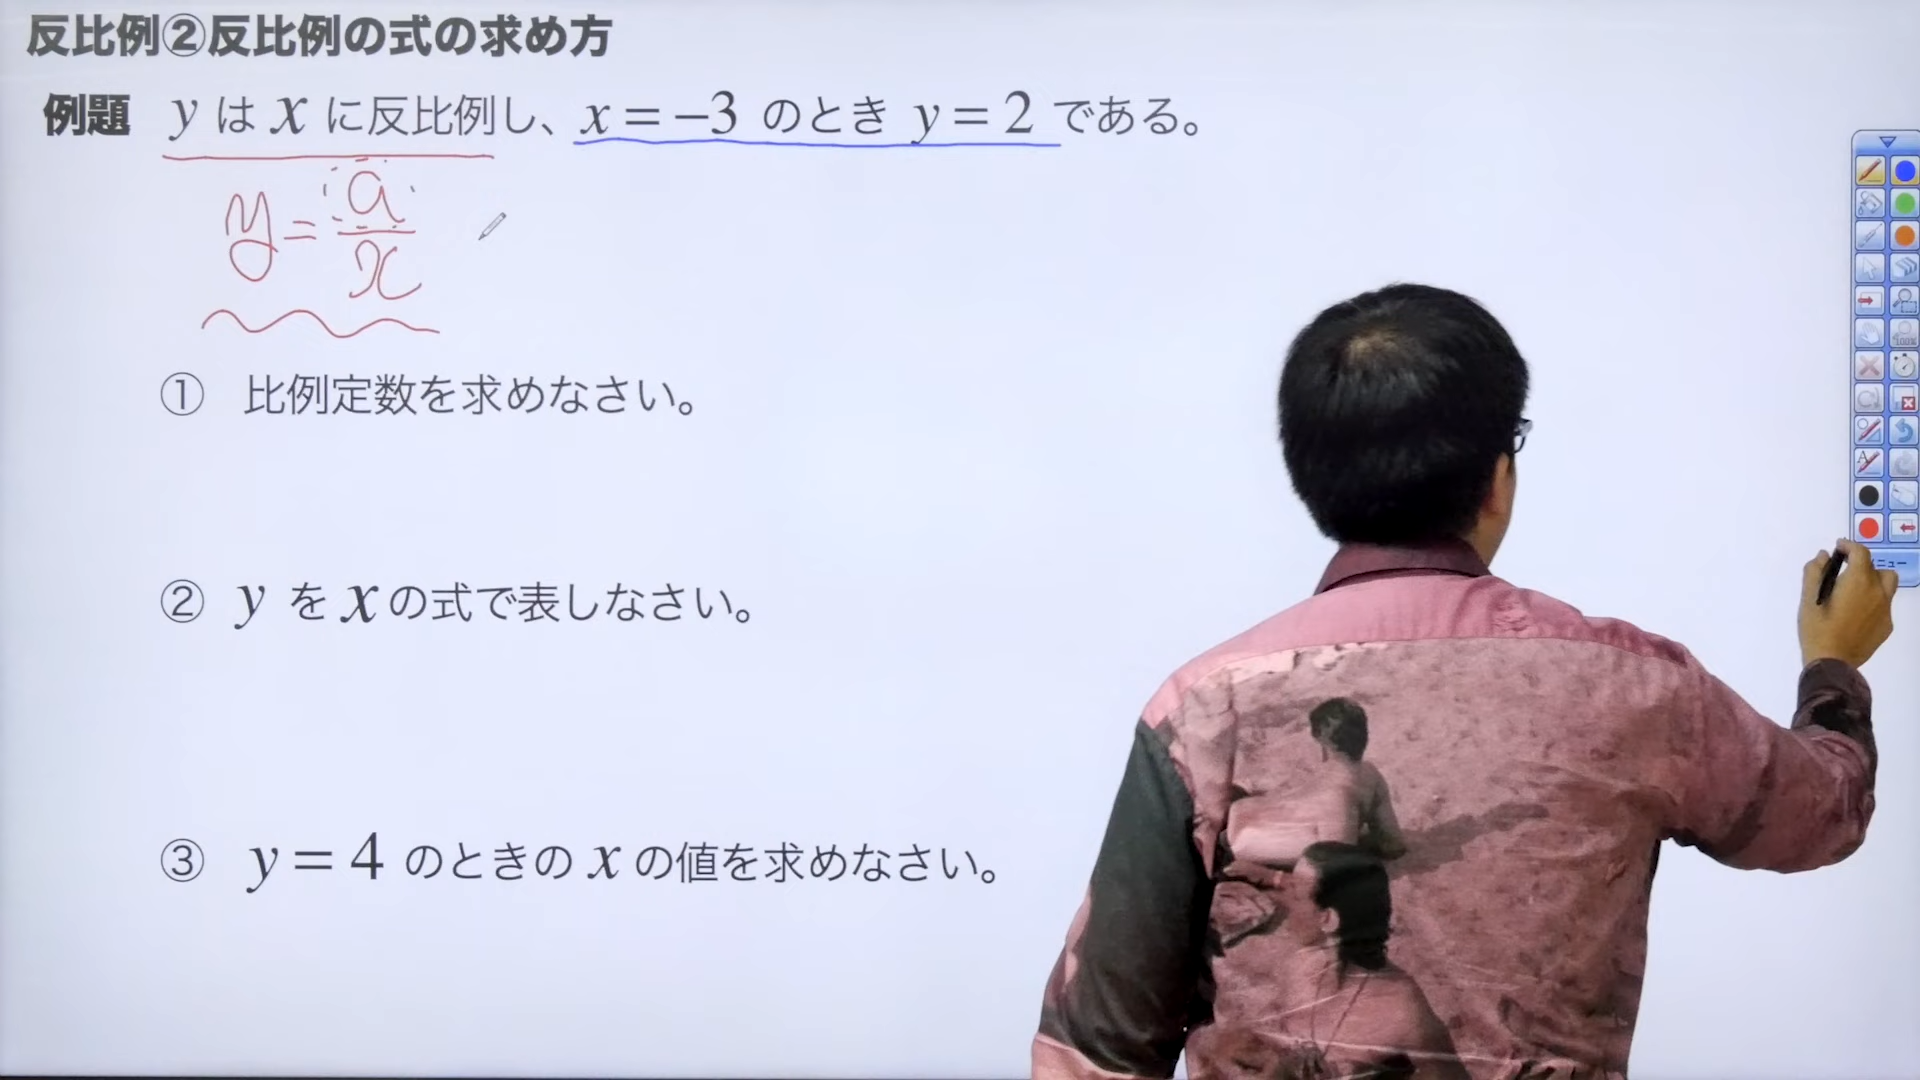 反比例②反比例の式の求め方
例題 y は x に反比例し、x=−3 のとき y=2 である。
y=a/x
① 比例定数を求めなさい。
② y を x の式で表しなさい。
③ y=4 のときの x の値を求めなさい。